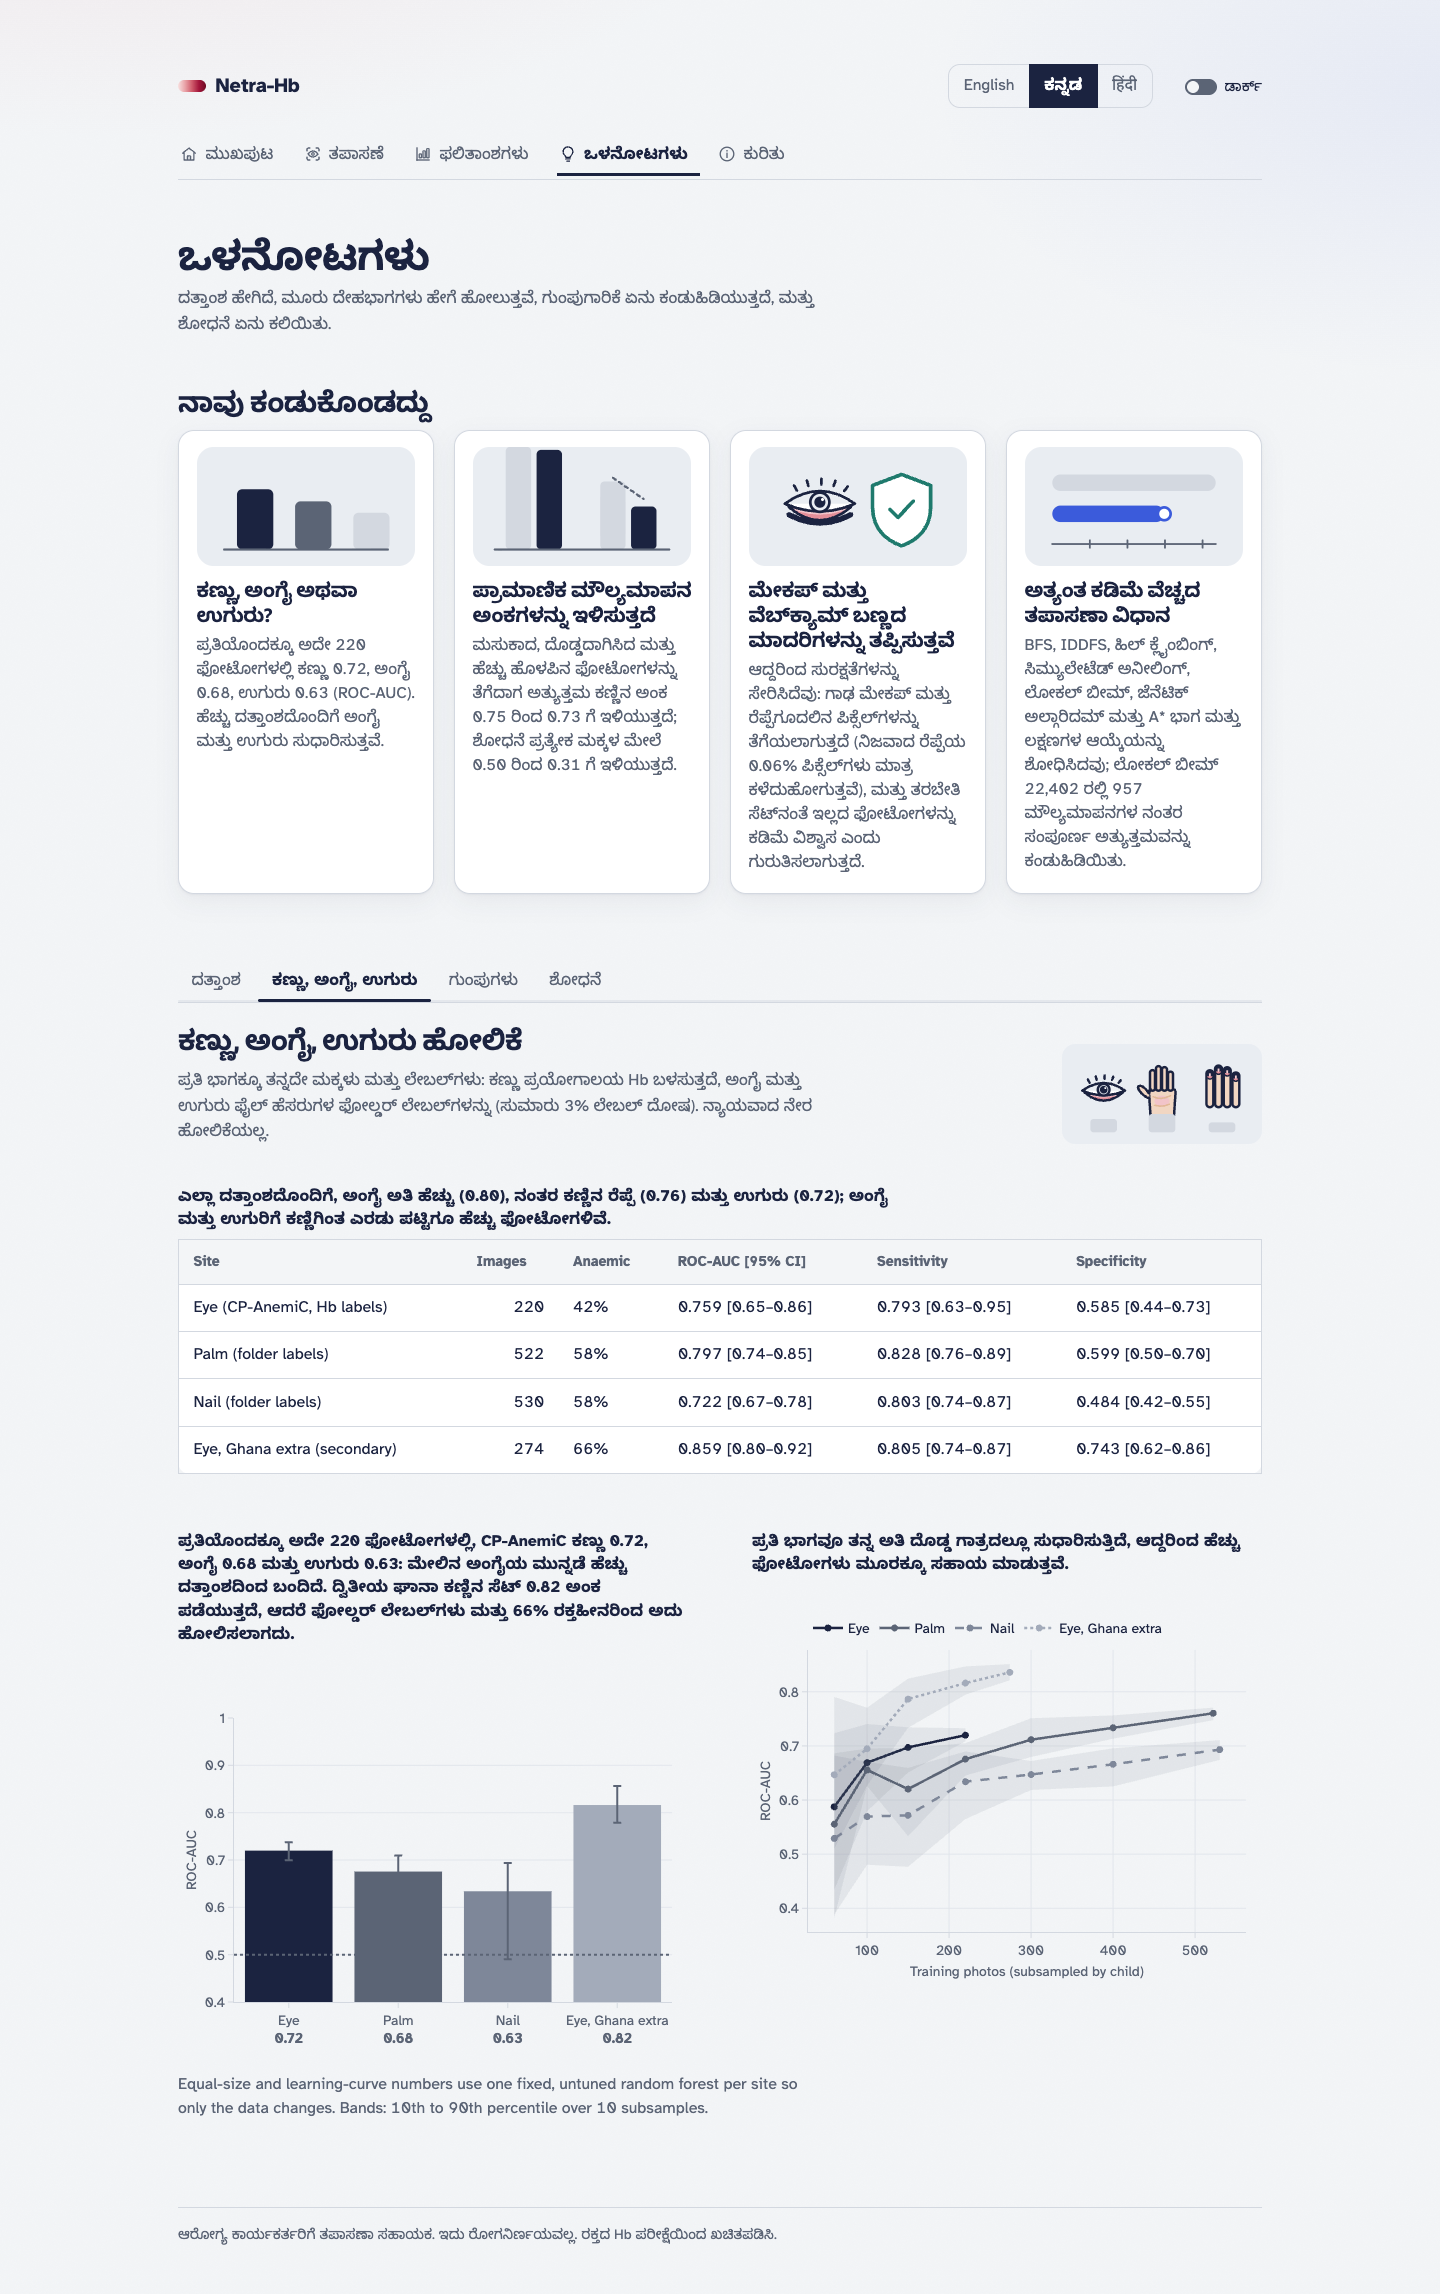 Netra-Hb
English
ಕನ್ನಡ
हिंदी
ಡಾರ್ಕ್
ಮುಖಪುಟ
ತಪಾಸಣೆ
ಫಲಿತಾಂಶಗಳು
ಒಳನೋಟಗಳು
ಕುರಿತು
ಒಳನೋಟಗಳು
ದತ್ತಾಂಶ ಹೇಗಿದೆ, ಮೂರು ದೇಹಭಾಗಗಳು ಹೇಗೆ ಹೋಲುತ್ತವೆ, ಗುಂಪುಗಾರಿಕೆ ಏನು ಕಂಡುಹಿಡಿಯುತ್ತದೆ, ಮತ್ತು
ಶೋಧನೆ ಏನು ಕಲಿಯಿತು.
ನಾವು ಕಂಡುಕೊಂಡದ್ದು
ಕಣ್ಣು, ಅಂಗೈ ಅಥವಾ
ಉಗುರು?
ಪ್ರತಿಯೊಂದಕ್ಕೂ ಅದೇ 220
ಫೋಟೋಗಳಲ್ಲಿ ಕಣ್ಣು 0.72, ಅಂಗೈ
0.68, ಉಗುರು 0.63 (ROC-AUC).
ಹೆಚ್ಚು ದತ್ತಾಂಶದೊಂದಿಗೆ ಅಂಗೈ
ಮತ್ತು ಉಗುರು ಸುಧಾರಿಸುತ್ತವೆ.
ಪ್ರಾಮಾಣಿಕ ಮೌಲ್ಯಮಾಪನ
ಅಂಕಗಳನ್ನು ಇಳಿಸುತ್ತದೆ
ಮಸುಕಾದ, ದೊಡ್ಡದಾಗಿಸಿದ ಮತ್ತು
ಹೆಚ್ಚು ಹೊಳಪಿನ ಫೋಟೋಗಳನ್ನು
ತೆಗೆದಾಗ ಅತ್ಯುತ್ತಮ ಕಣ್ಣಿನ ಅಂಕ
0.75 ರಿಂದ 0.73 ಗೆ ಇಳಿಯುತ್ತದೆ;
ಶೋಧನೆ ಪ್ರತ್ಯೇಕ ಮಕ್ಕಳ ಮೇಲೆ
0.50 ರಿಂದ 0.31 ಗೆ ಇಳಿಯುತ್ತದೆ.
ಮೇಕಪ್ ಮತ್ತು
ವೆಬ್‌ಕ್ಯಾಮ್ ಬಣ್ಣದ
ಮಾದರಿಗಳನ್ನು ತಪ್ಪಿಸುತ್ತವೆ
ಆದ್ದರಿಂದ ಸುರಕ್ಷತೆಗಳನ್ನು
ಸೇರಿಸಿದೆವು: ಗಾಢ ಮೇಕಪ್ ಮತ್ತು
ರೆಪ್ಪೆಗೂದಲಿನ ಪಿಕ್ಸೆಲ್‌ಗಳನ್ನು
ತೆಗೆಯಲಾಗುತ್ತದೆ (ನಿಜವಾದ ರೆಪ್ಪೆಯ
0.06% ಪಿಕ್ಸೆಲ್‌ಗಳು ಮಾತ್ರ
ಕಳೆದುಹೋಗುತ್ತವೆ), ಮತ್ತು ತರಬೇತಿ
ಸೆಟ್‌ನಂತೆ ಇಲ್ಲದ ಫೋಟೋಗಳನ್ನು
ಕಡಿಮೆ ವಿಶ್ವಾಸ ಎಂದು
ಗುರುತಿಸಲಾಗುತ್ತದೆ.
ಅತ್ಯಂತ ಕಡಿಮೆ ವೆಚ್ಚದ
ತಪಾಸಣಾ ವಿಧಾನ
BFS, IDDFS, ಹಿಲ್ ಕ್ಲೈಂಬಿಂಗ್,
ಸಿಮ್ಯುಲೇಟೆಡ್ ಅನೀಲಿಂಗ್,
ಲೋಕಲ್ ಬೀಮ್, ಜೆನೆಟಿಕ್
ಅಲ್ಗಾರಿದಮ್ ಮತ್ತು A* ಭಾಗ ಮತ್ತು
ಲಕ್ಷಣಗಳ ಆಯ್ಕೆಯನ್ನು
ಶೋಧಿಸಿದವು; ಲೋಕಲ್ ಬೀಮ್
22,402 ರಲ್ಲಿ 957
ಮೌಲ್ಯಮಾಪನಗಳ ನಂತರ
ಸಂಪೂರ್ಣ ಅತ್ಯುತ್ತಮವನ್ನು
ಕಂಡುಹಿಡಿಯಿತು.
ದತ್ತಾಂಶ
ಕಣ್ಣು, ಅಂಗೈ, ಉಗುರು
ಗುಂಪುಗಳು
ಶೋಧನೆ
ಕಣ್ಣು, ಅಂಗೈ, ಉಗುರು ಹೋಲಿಕೆ
ಪ್ರತಿ ಭಾಗಕ್ಕೂ ತನ್ನದೇ ಮಕ್ಕಳು ಮತ್ತು ಲೇಬಲ್‌ಗಳು: ಕಣ್ಣು ಪ್ರಯೋಗಾಲಯ Hb ಬಳಸುತ್ತದೆ, ಅಂಗೈ ಮತ್ತು
ಉಗುರು ಫೈಲ್ ಹೆಸರುಗಳ ಫೋಲ್ಡರ್ ಲೇಬಲ್‌ಗಳನ್ನು (ಸುಮಾರು 3% ಲೇಬಲ್ ದೋಷ). ನ್ಯಾಯವಾದ ನೇರ
ಹೋಲಿಕೆಯಲ್ಲ.
ಎಲ್ಲಾ ದತ್ತಾಂಶದೊಂದಿಗೆ, ಅಂಗೈ ಅತಿ ಹೆಚ್ಚು (0.80), ನಂತರ ಕಣ್ಣಿನ ರೆಪ್ಪೆ (0.76) ಮತ್ತು ಉಗುರು (0.72); ಅಂಗೈ
ಮತ್ತು ಉಗುರಿಗೆ ಕಣ್ಣಿಗಿಂತ ಎರಡು ಪಟ್ಟಿಗೂ ಹೆಚ್ಚು ಫೋಟೋಗಳಿವೆ.
Site Images Anaemic ROC-AUC [95% CI] Sensitivity Specificity
Eye (CP-AnemiC, Hb labels) 220 42% 0.759 [0.65–0.86] 0.793 [0.63–0.95] 0.585 [0.44–0.73]
Palm (folder labels) 522 58% 0.797 [0.74–0.85] 0.828 [0.76–0.89] 0.599 [0.50–0.70]
Nail (folder labels) 530 58% 0.722 [0.67–0.78] 0.803 [0.74–0.87] 0.484 [0.42–0.55]
Eye, Ghana extra (secondary) 274 66% 0.859 [0.80–0.92] 0.805 [0.74–0.87] 0.743 [0.62–0.86]
ಪ್ರತಿಯೊಂದಕ್ಕೂ ಅದೇ 220 ಫೋಟೋಗಳಲ್ಲಿ, CP-AnemiC ಕಣ್ಣು 0.72,
ಅಂಗೈ 0.68 ಮತ್ತು ಉಗುರು 0.63: ಮೇಲಿನ ಅಂಗೈಯ ಮುನ್ನಡೆ ಹೆಚ್ಚು
ದತ್ತಾಂಶದಿಂದ ಬಂದಿದೆ. ದ್ವಿತೀಯ ಘಾನಾ ಕಣ್ಣಿನ ಸೆಟ್ 0.82 ಅಂಕ
ಪಡೆಯುತ್ತದೆ, ಆದರೆ ಫೋಲ್ಡರ್ ಲೇಬಲ್‌ಗಳು ಮತ್ತು 66% ರಕ್ತಹೀನರಿಂದ ಅದು
ಹೋಲಿಸಲಾಗದು.
1
0.9
0.8
0.7
0.6
0.5
0.4
ROC-AUC
Eye Palm Nail Eye, Ghana extra
0.72 0.68 0.63 0.82
ಪ್ರತಿ ಭಾಗವೂ ತನ್ನ ಅತಿ ದೊಡ್ಡ ಗಾತ್ರದಲ್ಲೂ ಸುಧಾರಿಸುತ್ತಿದೆ, ಆದ್ದರಿಂದ ಹೆಚ್ಚು
ಫೋಟೋಗಳು ಮೂರಕ್ಕೂ ಸಹಾಯ ಮಾಡುತ್ತವೆ.
Eye Palm Nail Eye, Ghana extra
0.8
0.7
0.6
0.5
0.4
ROC-AUC
100 200 300 400 500
Training photos (subsampled by child)
Equal-size and learning-curve numbers use one fixed, untuned random forest per site so
only the data changes. Bands: 10th to 90th percentile over 10 subsamples.
ಆರೋಗ್ಯ ಕಾರ್ಯಕರ್ತರಿಗೆ ತಪಾಸಣಾ ಸಹಾಯಕ. ಇದು ರೋಗನಿರ್ಣಯವಲ್ಲ. ರಕ್ತದ Hb ಪರೀಕ್ಷೆಯಿಂದ ಖಚಿತಪಡಿಸಿ.